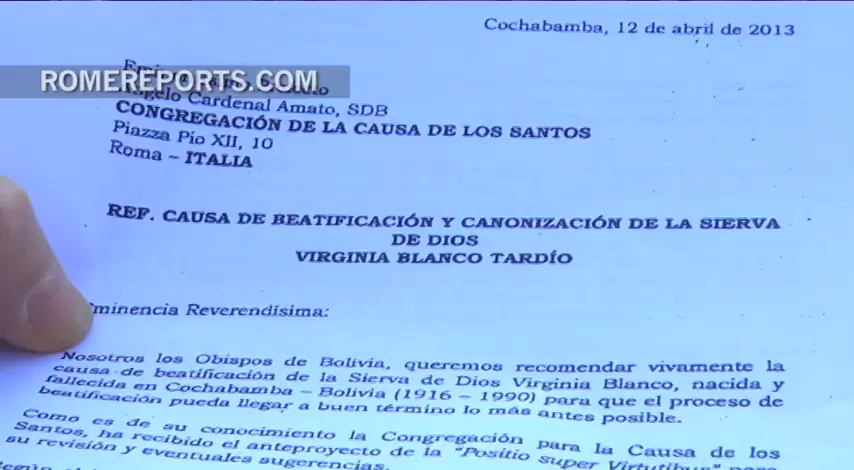 Cochabamba, 12 de abril de 2013
ROMEREPORTS.COM
Angelo Cardenal Amato, SDB
CONGREGACIÓN DE LA CAUSA DE LOS SANTOS
Piazza Pio XII, 10
Roma – ITALIA
REF. CAUSA DE BEATIFICACIÓN Y CANONIZACIÓN DE LA SIERVA
DE DIOS
VIRGINIA BLANCO TARDÍO
Eminencia Reverendísima:
Nosotros los Obispos de Bolivia, queremos recomendar vivamente la
causa de beatificación de la Sierva de Dios Virginia Blanco, nacida y
fallecida en Cochabamba – Bolivia (1916 – 1990) para que el proceso de
beatificación pueda llegar a buen término lo más antes posible.
Como es de su conocimiento la Congregación para la Causa de los
Santos, ha recibido el anteproyecto de la "Positio super Virtutibus" para
su revisión y eventuales sugerencias.